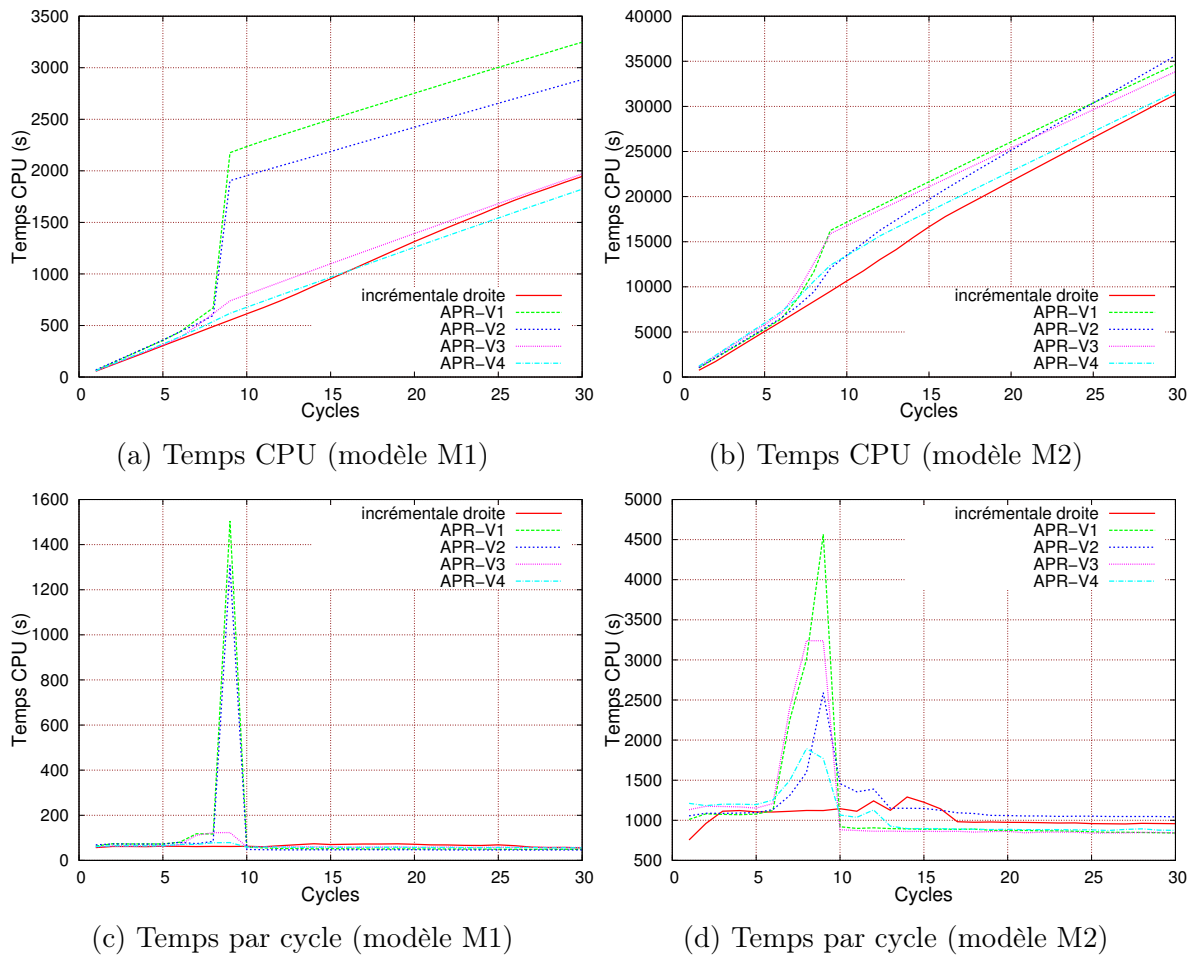 3500
3000
2500
2000
1500
1000
500
0
Temps CPU (s)
0 5 10 15 20 25 30
Cycles
incrémentale droite
APR-V1
APR-V2
APR-V3
APR-V4
(a) Temps CPU (modèle M1)
40000
35000
30000
25000
20000
15000
10000
5000
0
Temps CPU (s)
0 5 10 15 20 25 30
Cycles
incrémentale droite
APR-V1
APR-V2
APR-V3
APR-V4
(b) Temps CPU (modèle M2)
1600
1400
1200
1000
800
600
400
200
0
Temps CPU (s)
0 5 10 15 20 25 30
Cycles
incrémentale droite
APR-V1
APR-V2
APR-V3
APR-V4
(c) Temps par cycle (modèle M1)
5000
4500
4000
3500
3000
2500
2000
1500
1000
500
Temps CPU (s)
0 5 10 15 20 25 30
Cycles
incrémentale droite
APR-V1
APR-V2
APR-V3
APR-V4
(d) Temps par cycle (modèle M2)